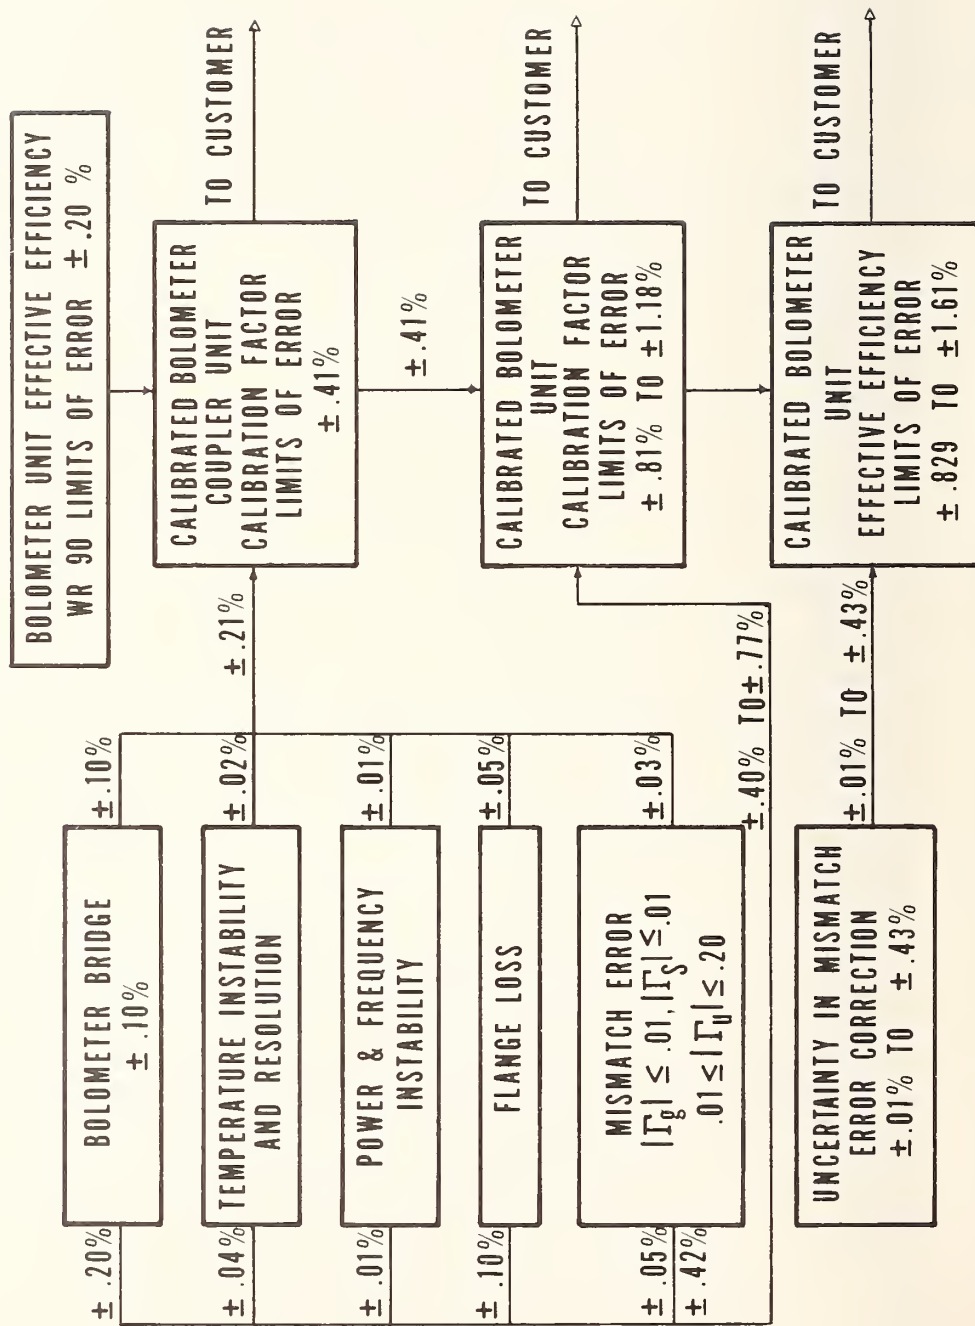 BOLOMETER UNIT EFFECTIVE EFFICIENCY
WR 90 LIMITS OF ERROR ± .20 %
CALIBRATED BOLOMETER
COUPLER UNIT
CALIBRATION FACTOR
LIMITS OF ERROR
± .41%
TO CUSTOMER
± .41%
CALIBRATED BOLOMETER
UNIT
CALIBRATION FACTOR
LIMITS OF ERROR
± .81% TO ±1.18%
TO CUSTOMER
CALIBRATED BOLOMETER
UNIT
EFFECTIVE EFFICIENCY
LIMITS OF ERROR
± .829 TO ±1.61%
TO CUSTOMER
± .20%
BOLOMETER BRIDGE
± .10%
±.10%
± .04%
TEMPERATURE INSTABILITY
AND RESOLUTION
±.02%
±.21%
± .01%
POWER & FREQUENCY
INSTABILITY
±.01%
± .10%
FLANGE LOSS
±.05%
± .05%
± .42%
MISMATCH ERROR
|Γg| ≤ .01, |ΓS| ≤ .01
.01 ≤ |Γu| ≤ .20
±.03%
±.40% TO±.77%
UNCERTAINTY IN MISMATCH
ERROR CORRECTION
±.01% TO ±.43%
±.01% TO ±.43%